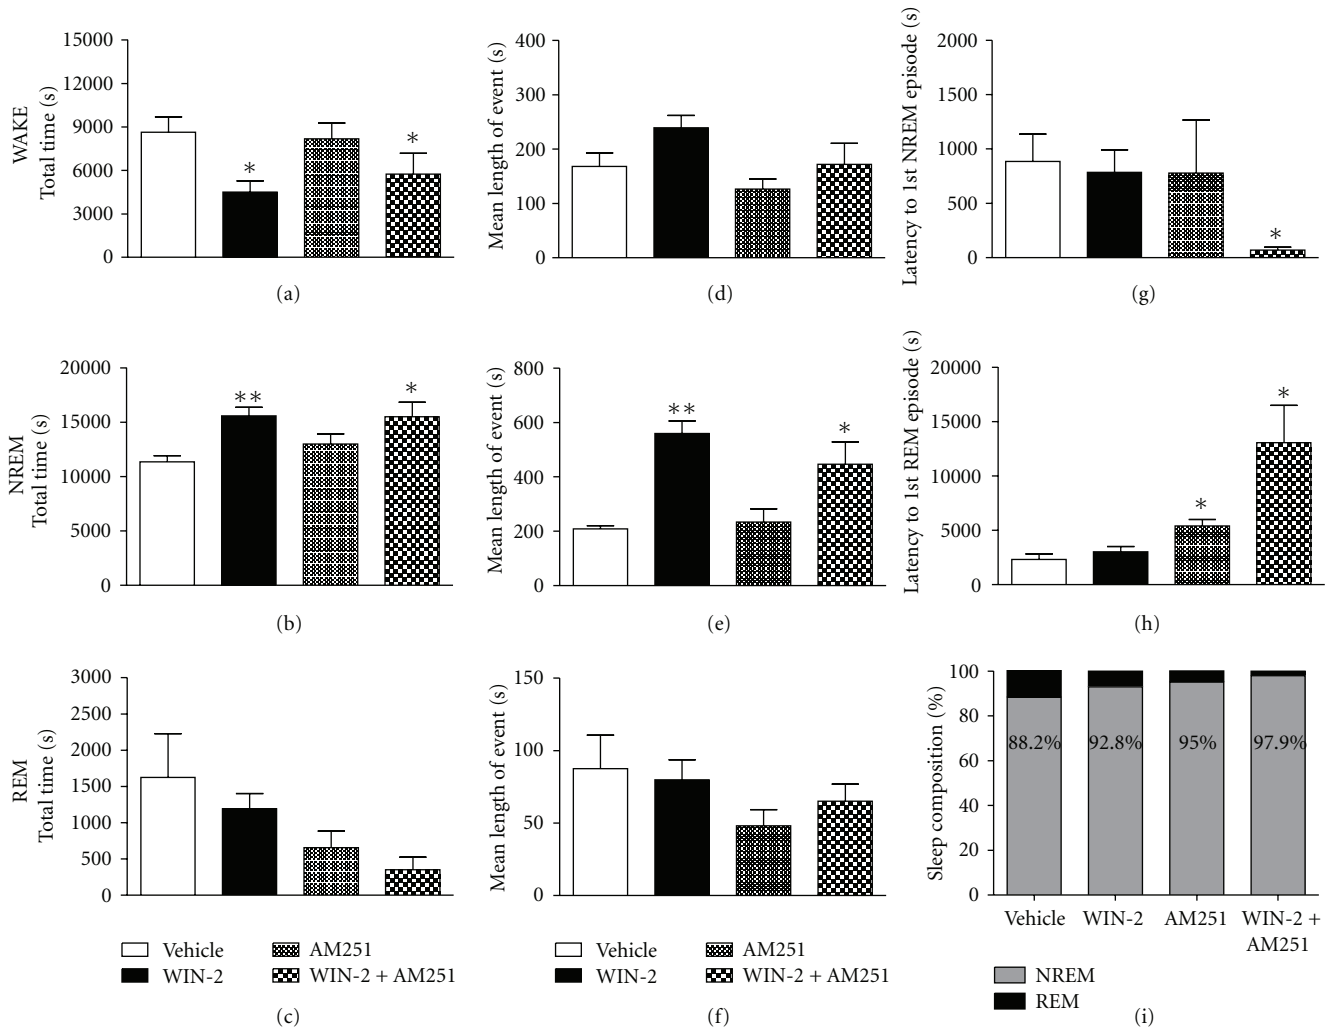 WAKE
Total time (s)
15000
12000
9000
6000
3000
0
*
*
(a)
Mean length of event (s)
400
300
200
100
0
(d)
Latency to 1st NREM episode (s)
2000
1500
1000
500
0
*
(g)
NREM
Total time (s)
20000
15000
10000
5000
0
**
*
(b)
Mean length of event (s)
800
600
400
200
0
**
*
(e)
Latency to 1st REM episode (s)
20000
15000
10000
5000
0
*
*
(h)
REM
Total time (s)
3000
2500
2000
1500
1000
500
0
Vehicle
WIN-2
AM251
WIN-2 + AM251
(c)
Mean length of event (s)
150
100
50
0
Vehicle
WIN-2
AM251
WIN-2 + AM251
(f)
Sleep composition (%)
100
80
60
40
20
0
88.2%
92.8%
95%
97.9%
Vehicle
WIN-2
AM251
WIN-2 +
AM251
NREM
REM
(i)